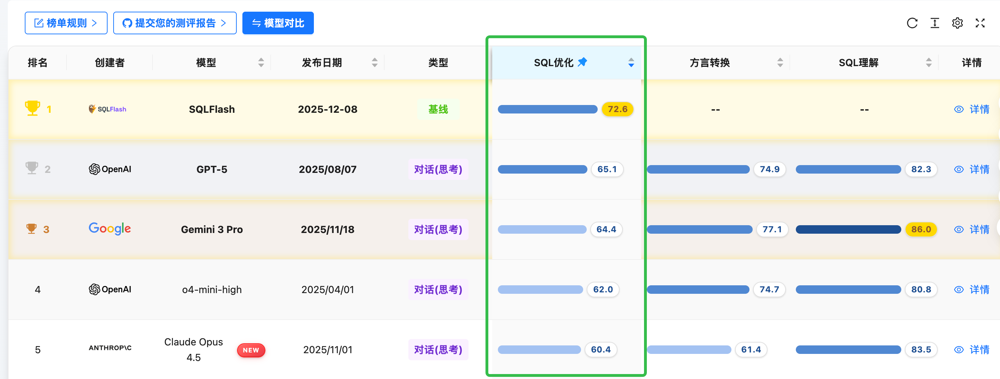 榜单规则 >
提交您的测评报告 >
模型对比
排名 创建者 模型 发布日期 类型 SQL优化 方言转换 SQL理解 详情
1 SQLFlash SQLFlash 2025-12-08 基线 72.6 -- -- 详情
2 OpenAI GPT-5 2025/08/07 对话(思考) 65.1 74.9 82.3 详情
3 Google Gemini 3 Pro 2025/11/18 对话(思考) 64.4 77.1 86.0 详情
4 OpenAI o4-mini-high 2025/04/01 对话(思考) 62.0 74.7 80.8 详情
5 ANTHROP\C Claude Opus 4.5 NEW 2025/11/01 对话(思考) 60.4 61.4 83.5 详情